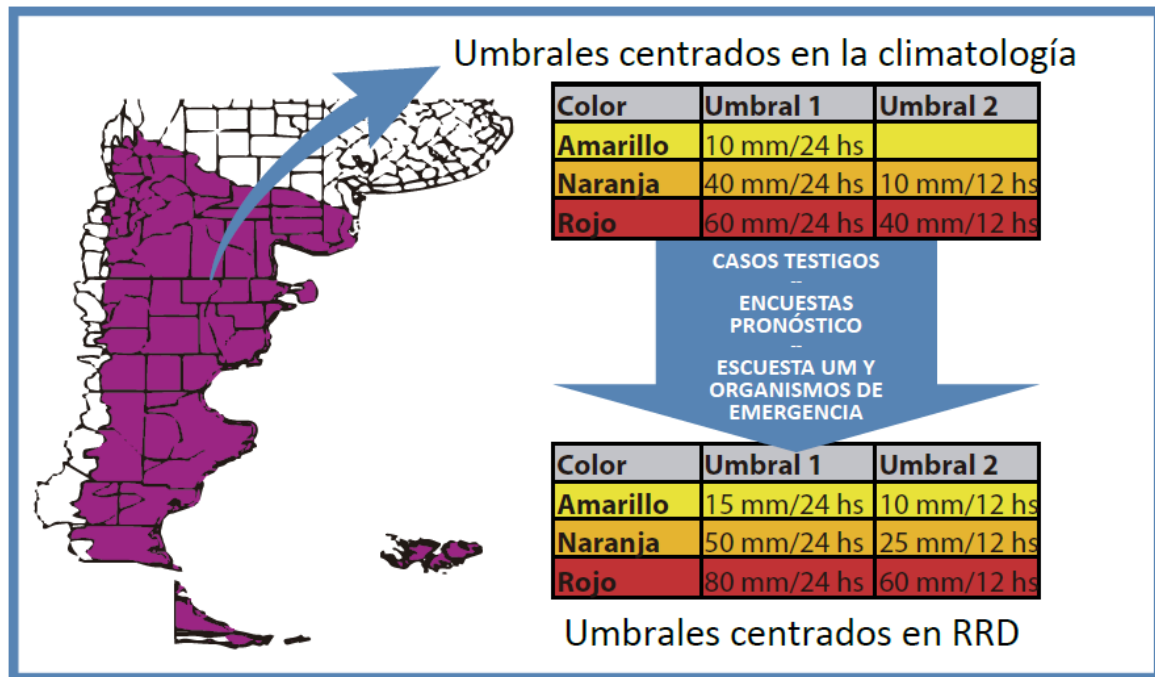 Umbrales centrados en la climatología
Color Umbral 1 Umbral 2
Amarillo 10 mm/24 hs
Naranja 40 mm/24 hs 10 mm/12 hs
Rojo 60 mm/24 hs 40 mm/12 hs
CASOS TESTIGOS
--
ENCUESTAS
PRONÓSTICO
--
ESCUESTA UM Y
ORGANISMOS DE
EMERGENCIA
Color Umbral 1 Umbral 2
Amarillo 15 mm/24 hs 10 mm/12 hs
Naranja 50 mm/24 hs 25 mm/12 hs
Rojo 80 mm/24 hs 60 mm/12 hs
Umbrales centrados en RRD